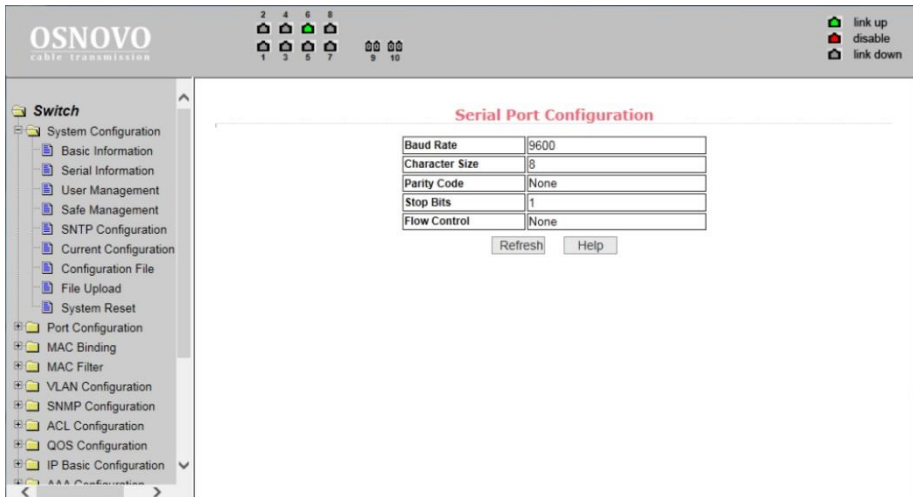 OSNOVO
cable transmission
2 4 6 8
1 3 5 7 9 10
link up
disable
link down
Switch
System Configuration
Basic Information
Serial Information
User Management
Safe Management
SNTP Configuration
Current Configuration
Configuration File
File Upload
System Reset
Port Configuration
MAC Binding
MAC Filter
VLAN Configuration
SNMP Configuration
ACL Configuration
QOS Configuration
IP Basic Configuration
AAA Configuration
Serial Port Configuration
Baud Rate 9600
Character Size 8
Parity Code None
Stop Bits 1
Flow Control None
Refresh Help